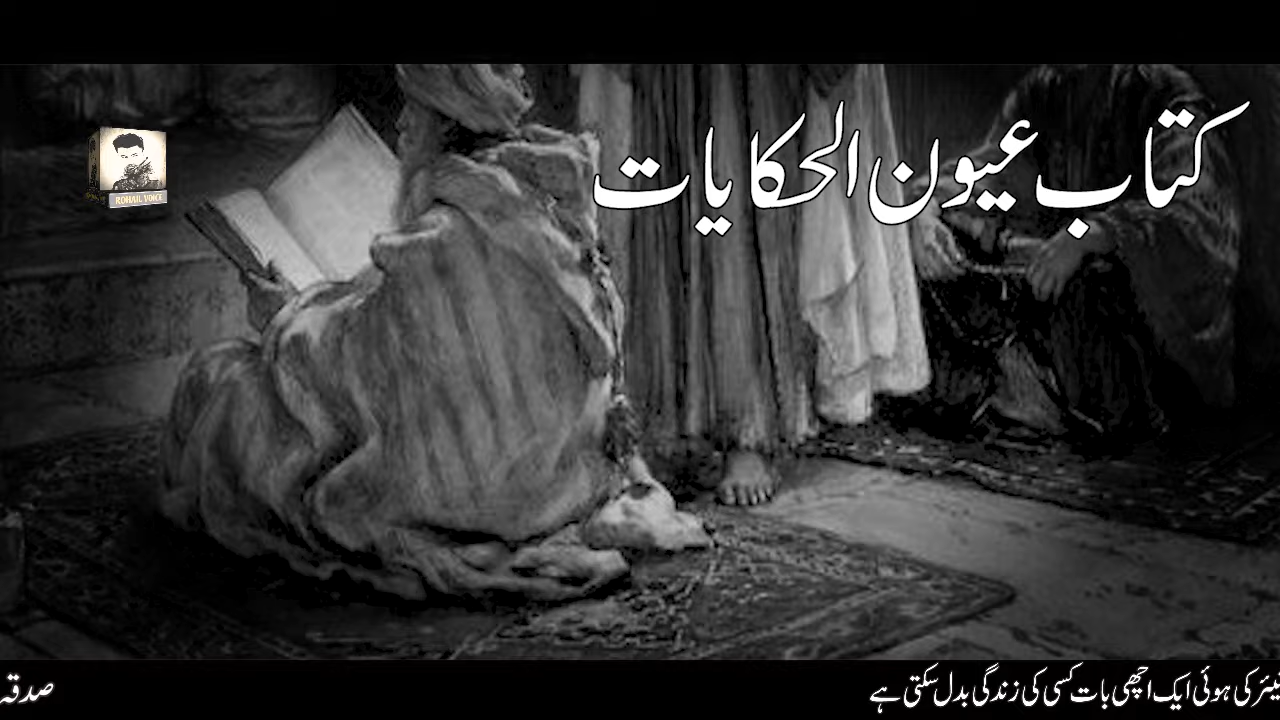 کتاب عیون الحکایات
ROHAIL VOICE
کی ہوئی ایک اچھی بات کسی کی زندگی بدل سکتی ہے
صدقہ